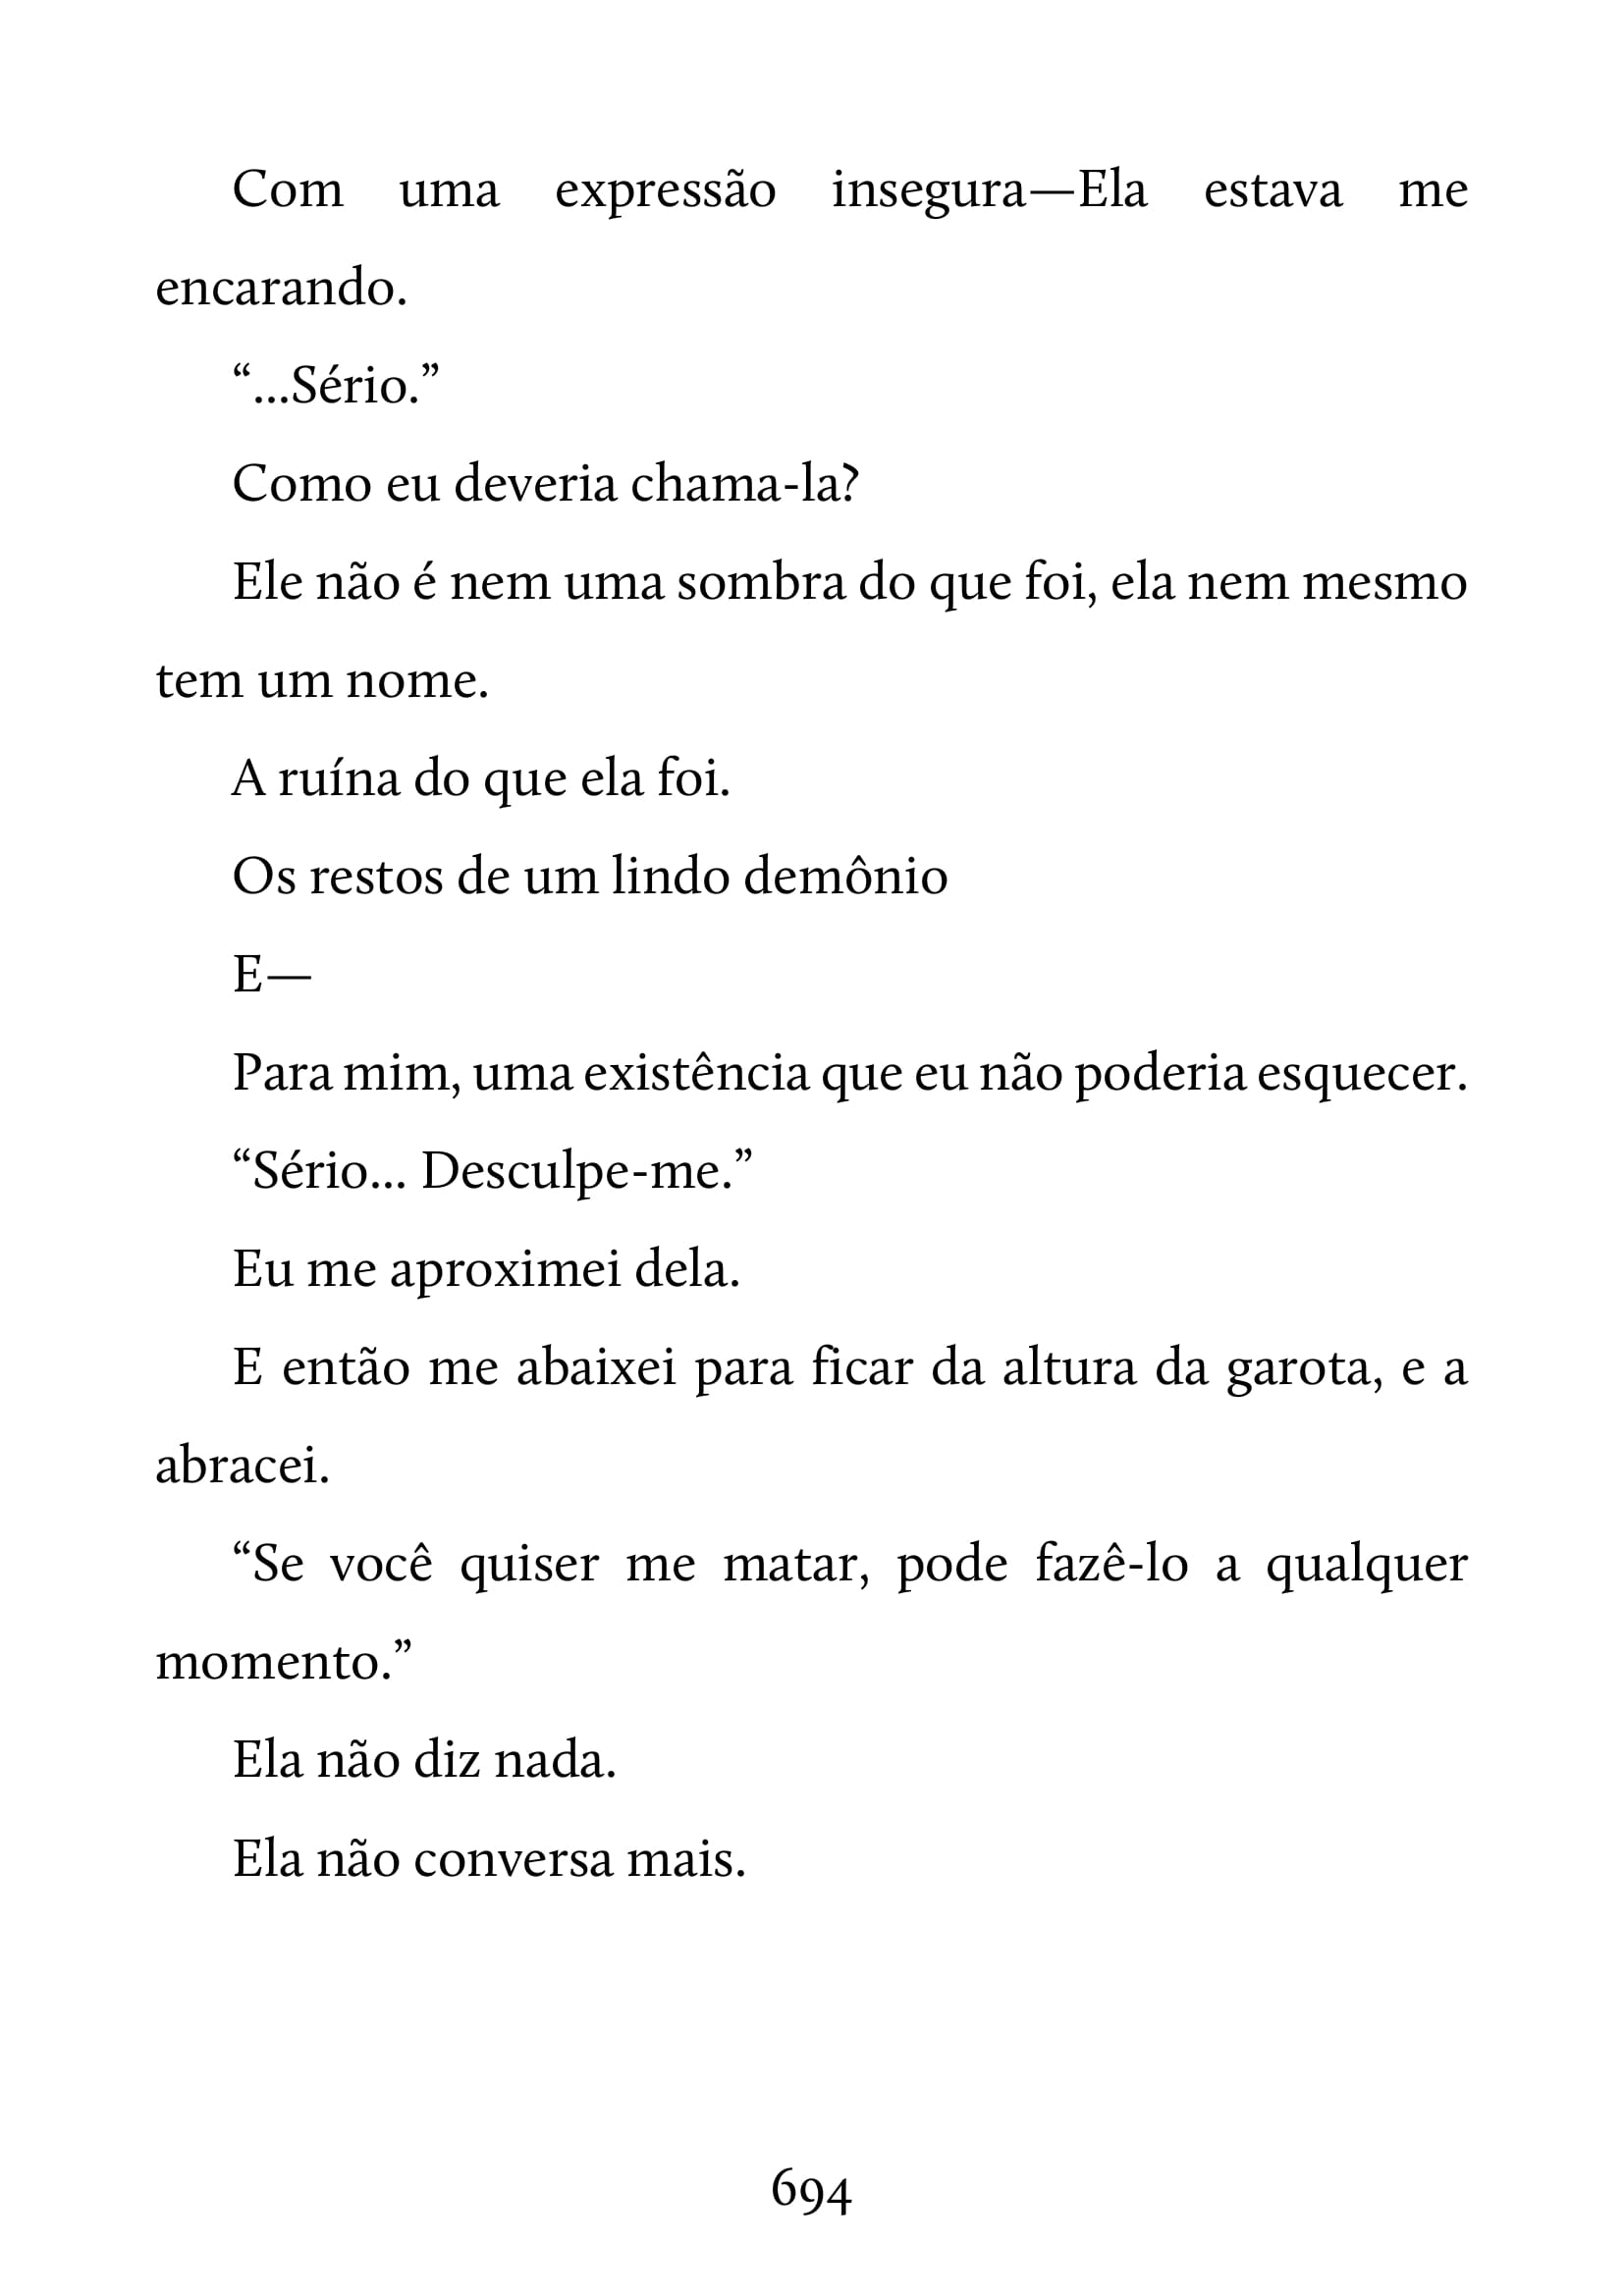 Com uma expressão insegura—Ela estava me
encarando.
“...Sério.”
Como eu deveria chama-la?
Ele não é nem uma sombra do que foi, ela nem mesmo
tem um nome.
A ruína do que ela foi.
Os restos de um lindo demônio
E—
Para mim, uma existência que eu não poderia esquecer.
“Sério... Desculpe-me.”
Eu me aproximei dela.
E então me abaixei para ficar da altura da garota, e a
abracei.
“Se você quiser me matar, pode fazê-lo a qualquer
momento.”
Ela não diz nada.
Ela não conversa mais.
694